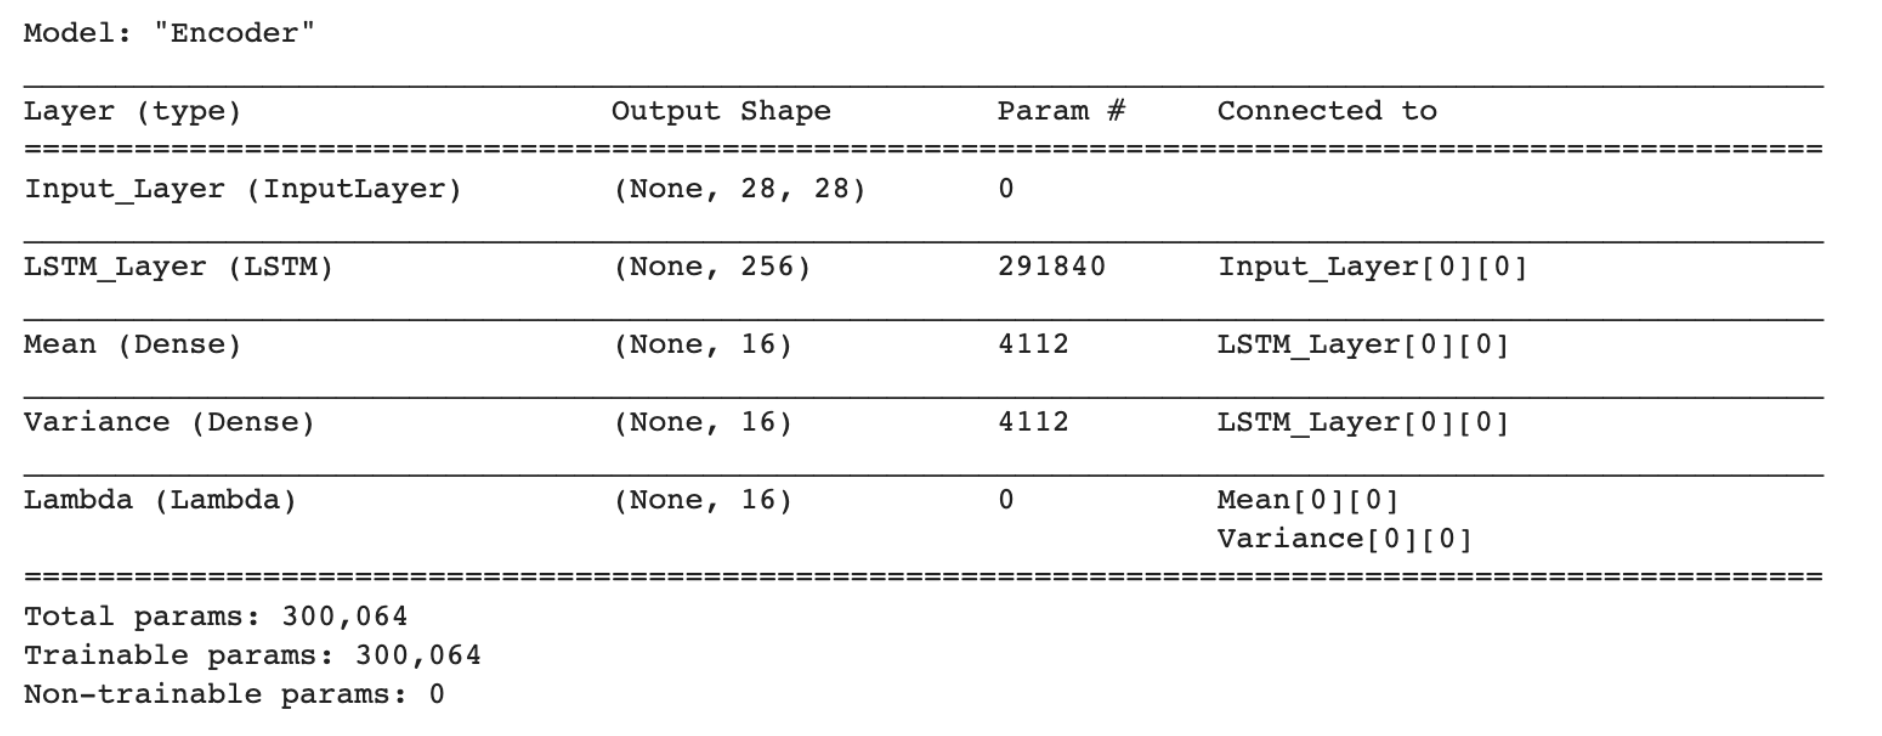 Model: "Encoder"
Layer (type) Output Shape Param # Connected to
Input_Layer (InputLayer) (None, 28, 28) 0
LSTM_Layer (LSTM) (None, 256) 291840 Input_Layer[0][0]
Mean (Dense) (None, 16) 4112 LSTM_Layer[0][0]
Variance (Dense) (None, 16) 4112 LSTM_Layer[0][0]
Lambda (Lambda) (None, 16) 0 Mean[0][0]
Variance[0][0]
Total params: 300,064
Trainable params: 300,064
Non-trainable params: 0